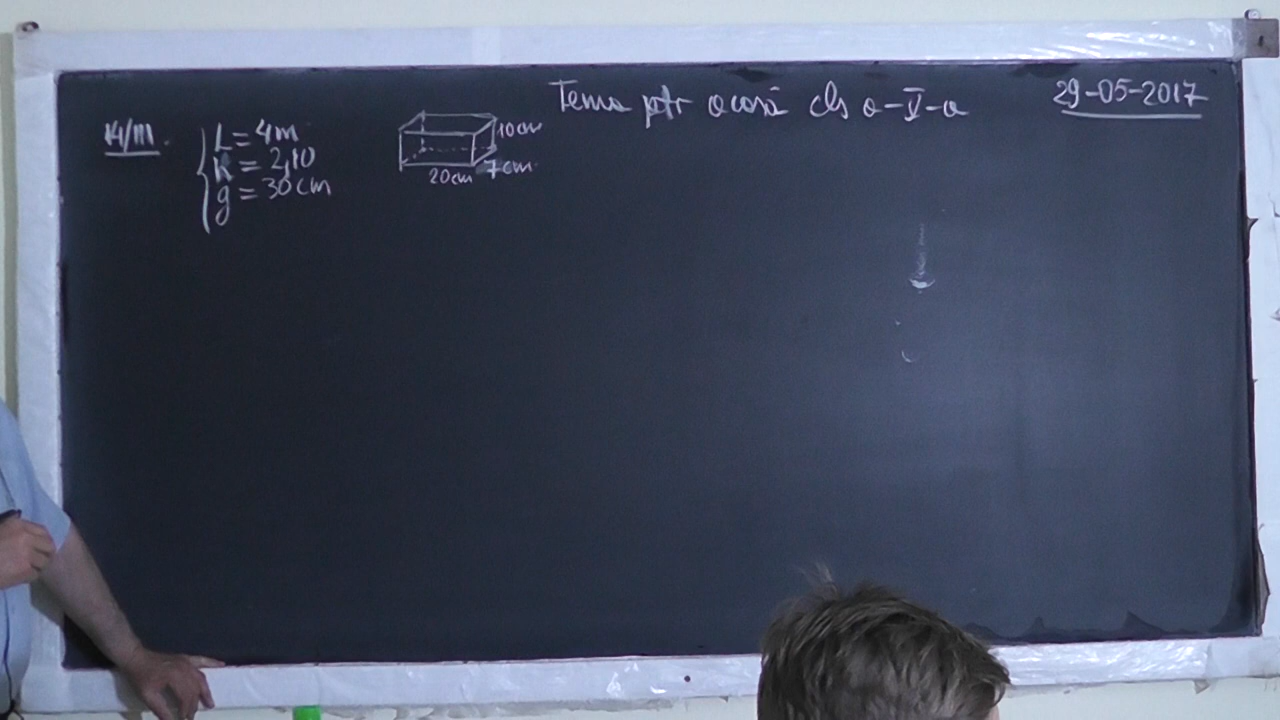 Tema ptr acasă cls a-V-a
29-05-2017
14/111.
L = 4m
h = 2,10
g = 30 cm
10 cm
20 cm 7 cm